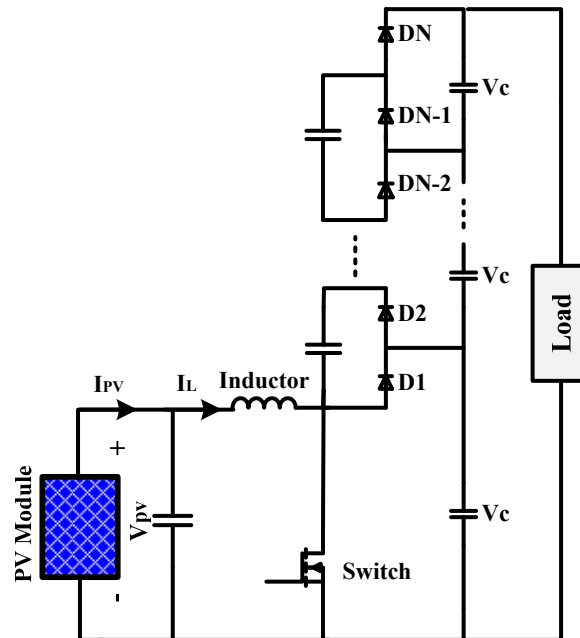 DN
Vc
DN-1
DN-2
Vc
D2
Load
D1
IPV
IL
Inductor
+
PV Module
Vpv
-
Vc
Switch